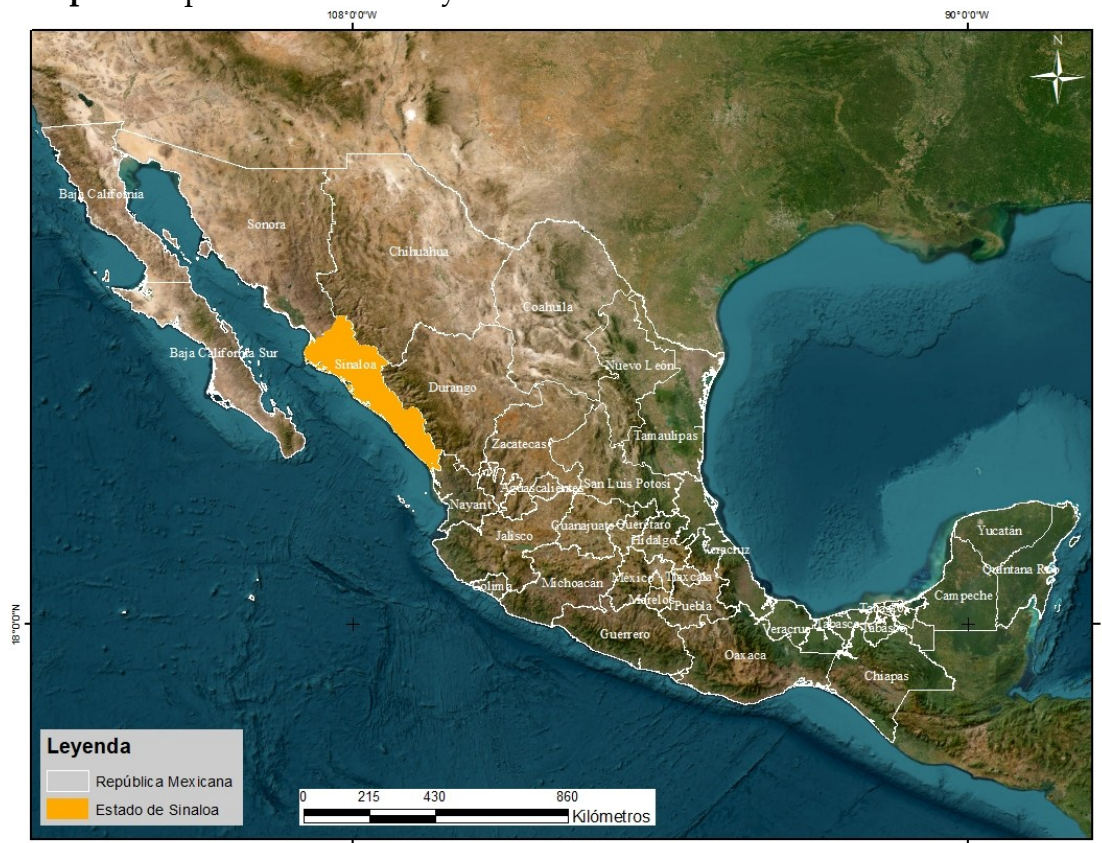 108°0'0"W
90°0'0"W
N
Baja California
Sonora
Chihuahua
Coahuila
Baja California Sur
Sinaloa
Nuevo León
Durango
Tamaulipas
Zacatecas
Aguascalientes
San Luis Potosí
Nayarit
Guanajuato
Querétaro
Jalisco
Hidalgo
Veracruz
Yucatán
Quintana Roo
Colima
Michoacán
México
Tlaxcala
Campeche
Morelos
Puebla
Tabasco
18°0'0"N
Guerrero
Veracruz
Tabasco
Tabasco
Oaxaca
Chiapas
Leyenda
República Mexicana
Estado de Sinaloa
0 215 430 860
Kilómetros